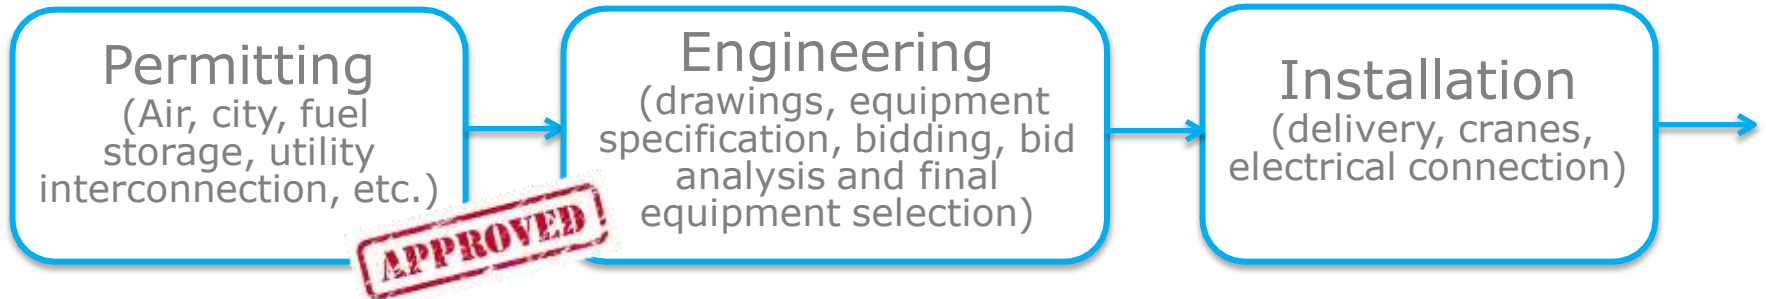 Permitting
(Air, city, fuel
storage, utility
interconnection, etc.)
APPROVED
Engineering
(drawings, equipment
specification, bidding, bid
analysis and final
equipment selection)
Installation
(delivery, cranes,
electrical connection)